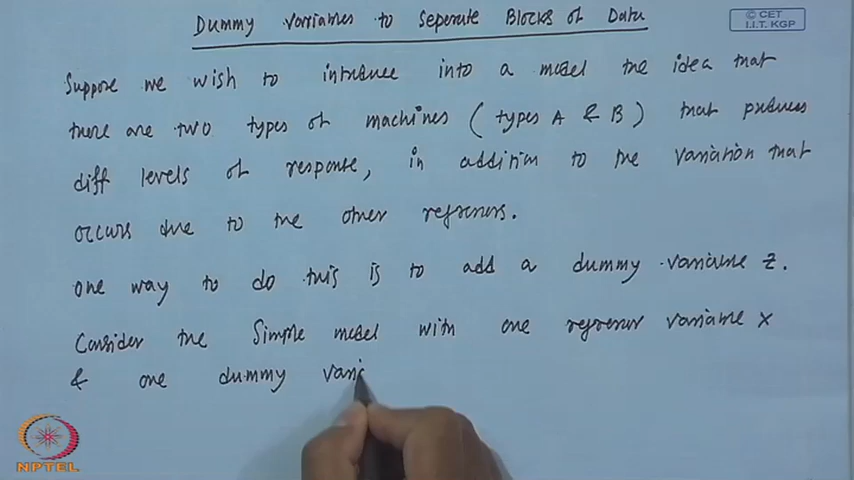 Dummy Variables to Seperate Blocks of Data
© CET
I.I.T. KGP
Suppose we wish to introduce into a model the idea that
there are two types of machines (types A & B) that produces
diff levels of response, in addition to the variation that
occurs due to the other regressors.
one way to do this is to add a dummy variable z.
Consider the simple model with one regressor variable x
& one dummy vari
NPTEL